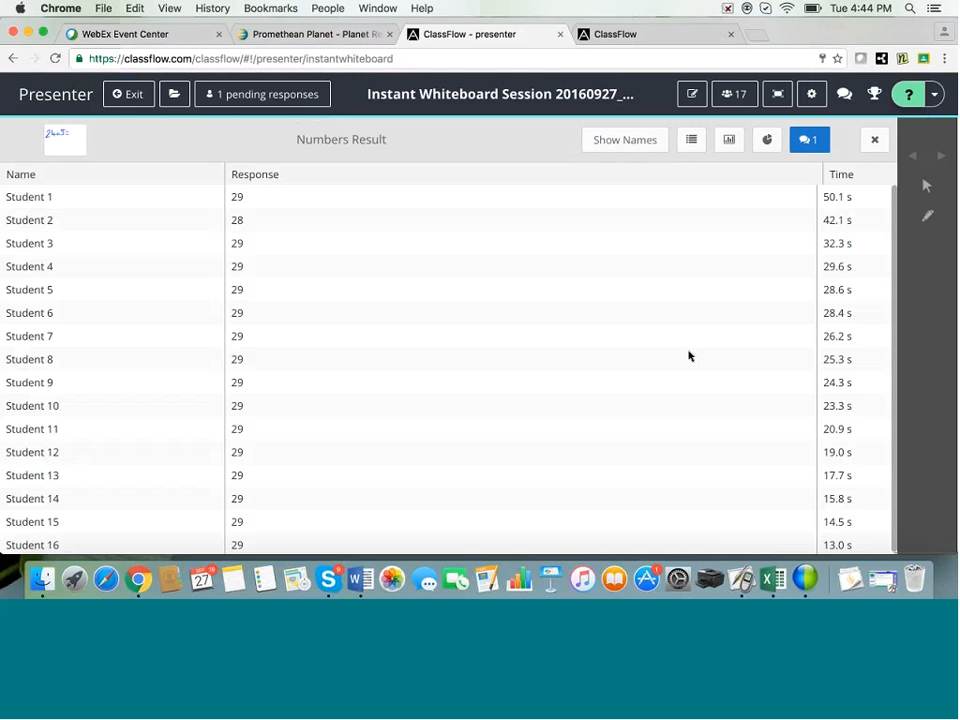 Chrome File Edit View History Bookmarks People Window Help Tue 4:44 PM
WebEx Event Center Promethean Planet - Planet Re ClassFlow - presenter ClassFlow
https://classflow.com/classflow/#!/presenter/instantwhiteboard
Presenter Exit 1 pending responses Instant Whiteboard Session 20160927_... 17 ?
Numbers Result Show Names 1
Name Response Time
Student 1 29 50.1 s
Student 2 28 42.1 s
Student 3 29 32.3 s
Student 4 29 29.6 s
Student 5 29 28.6 s
Student 6 29 28.4 s
Student 7 29 26.2 s
Student 8 29 25.3 s
Student 9 29 24.3 s
Student 10 29 23.3 s
Student 11 29 20.9 s
Student 12 29 19.0 s
Student 13 29 17.7 s
Student 14 29 15.8 s
Student 15 29 14.5 s
Student 16 29 13.0 s
27